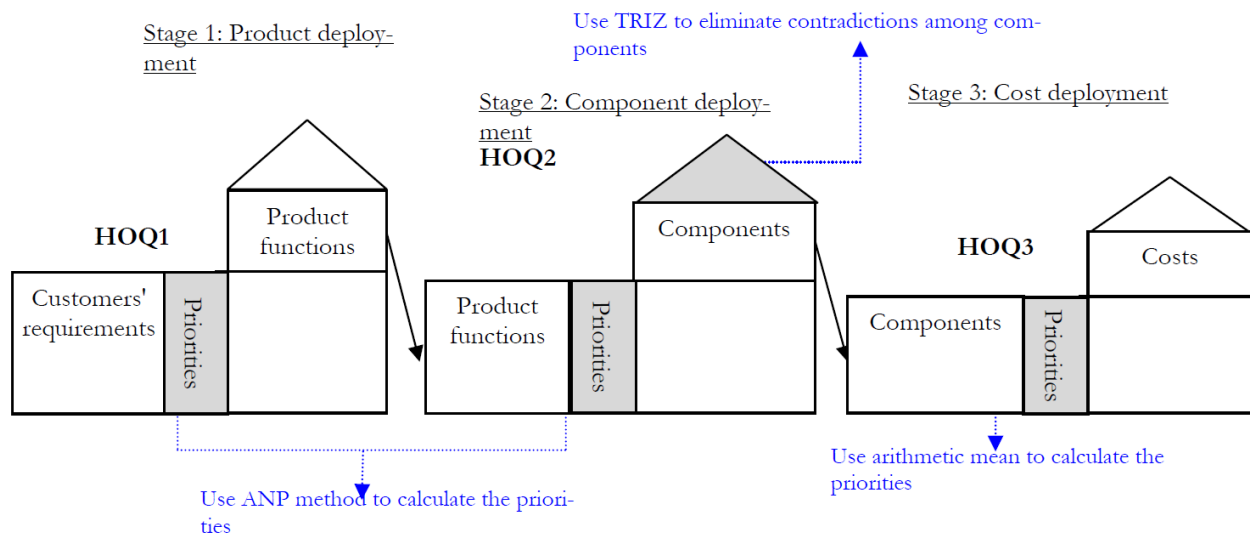 Use TRIZ to eliminate contradictions among com-
ponents
Stage 1: Product deploy-
ment
Stage 2: Component deploy-
ment
Stage 3: Cost deployment
HOQ2
HOQ1
Product
functions
Components
HOQ3
Costs
Customers'
requirements
Priorities
Product
functions
Priorities
Components
Priorities
Use arithmetic mean to calculate the
priorities
Use ANP method to calculate the priori-
ties